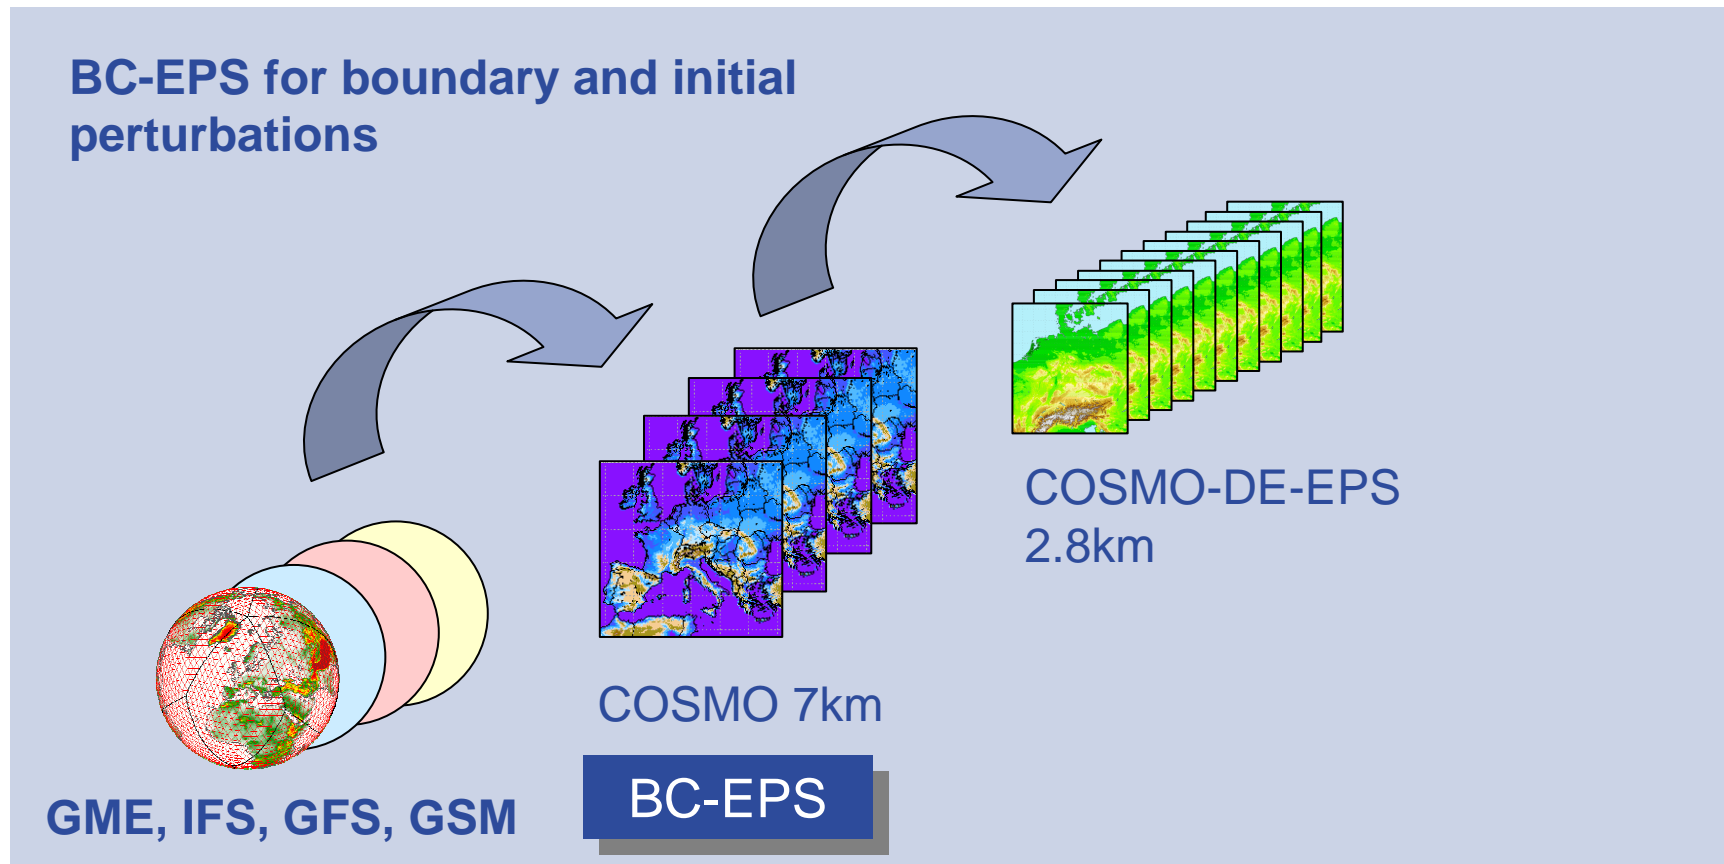 BC-EPS for boundary and initial
perturbations
COSMO-DE-EPS
2.8km
COSMO 7km
BC-EPS
GME, IFS, GFS, GSM